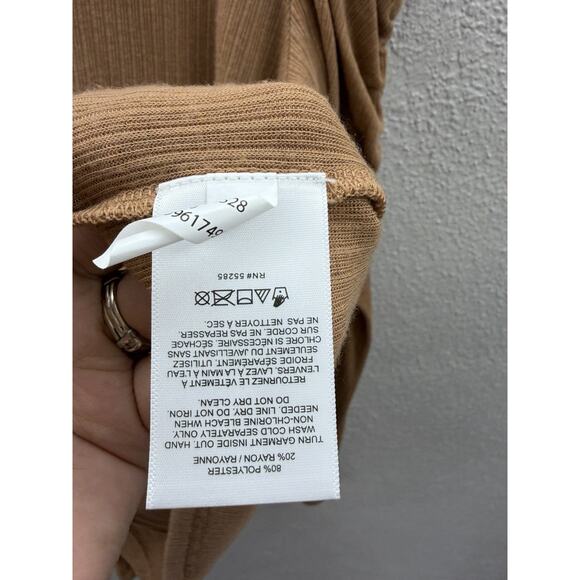 80% POLYESTER
20% RAYON / RAYONNE
TURN GARMENT INSIDE OUT. HAND
WASH COLD SEPARATELY ONLY
NON-CHLORINE BLEACH WHEN
NEEDED. LINE DRY. DO NOT IRON.
DO NOT DRY CLEAN.
RETOURNEZ LE VÊTEMENT À
L'ENVERS. LAVEZ À LA MAIN À L'EAU
FROIDE SÉPARÉMENT. UTILISER
SEULEMENT DU JAVELLISANT SANS
CHLORE SI NÉCESSAIRE. SÉCHAGE
SUR CORDE. NE PAS REPASSER.
NE PAS NETTOYER À SEC.
RN# 55285